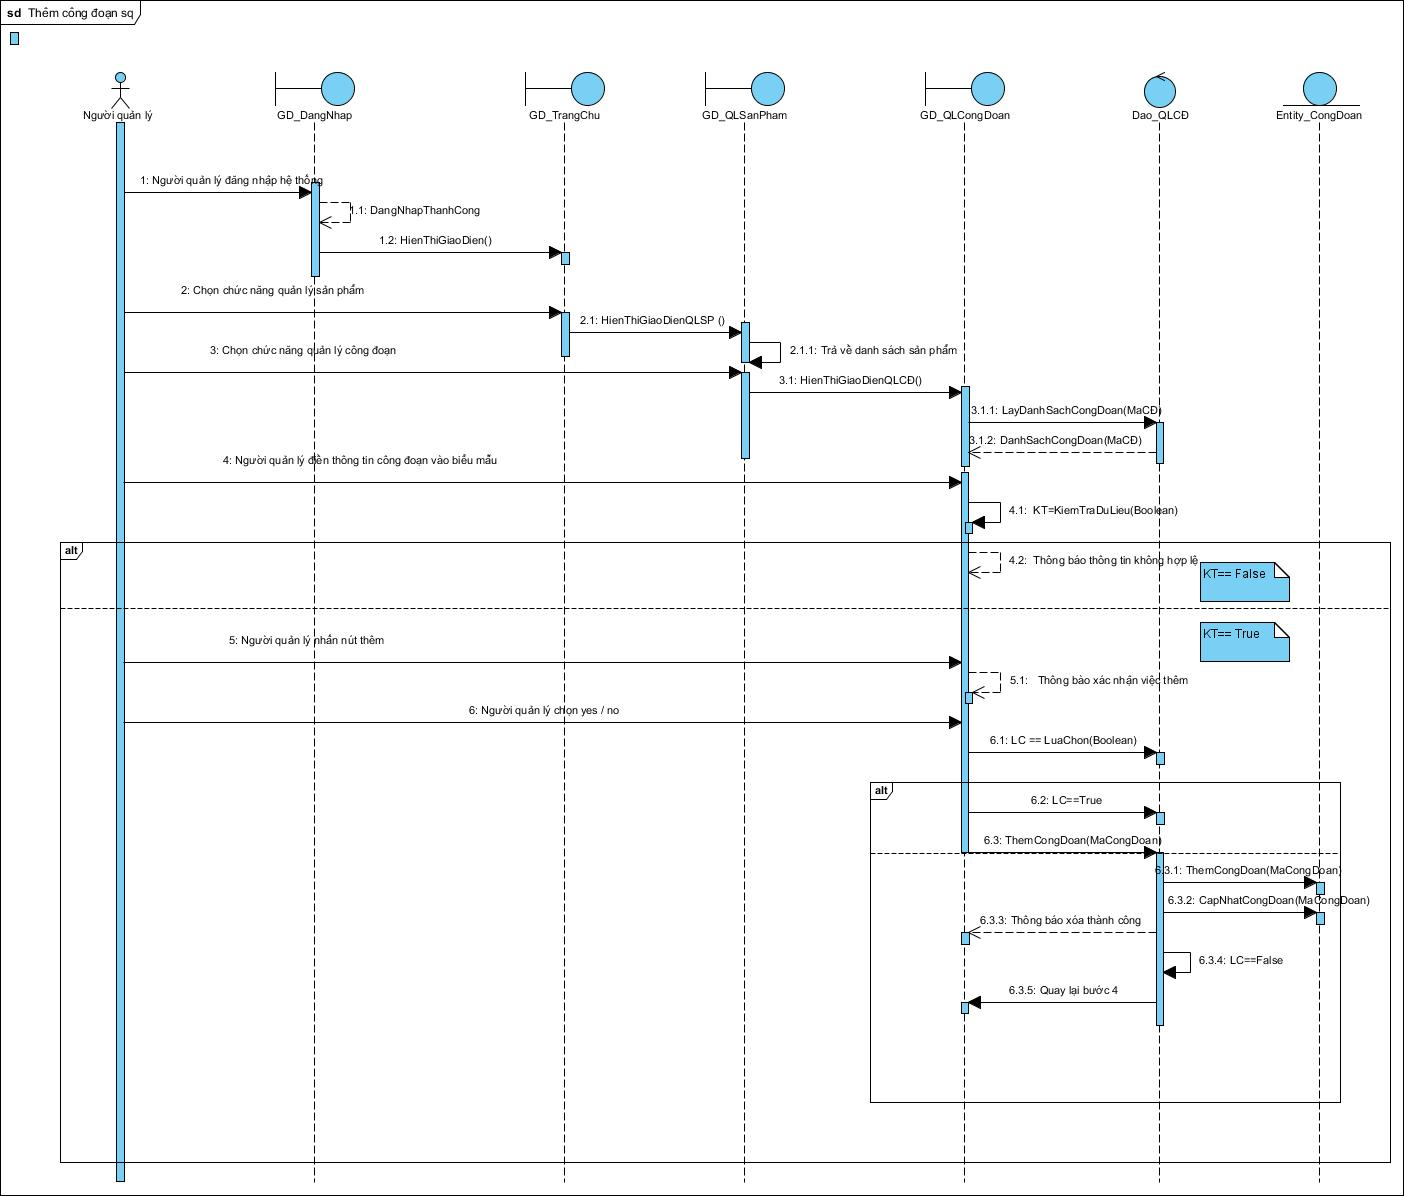 sd Thêm công đoạn sq
Người quản lý
GD_DangNhap
GD_TrangChu
GD_QLSanPham
GD_QLCongDoan
Dao_QLCĐ
Entity_CongDoan
1: Người quản lý đăng nhập hệ thống
1.1: DangNhapThanhCong
1.2: HienThiGiaoDien()
2: Chọn chức năng quản lý sản phẩm
2.1: HienThiGiaoDienQLSP ()
3: Chọn chức năng quản lý công đoạn
2.1.1: Trả về danh sách sản phẩm
3.1: HienThiGiaoDienQLCĐ()
3.1.1: LayDanhSachCongDoan(MaCĐ)
3.1.2: DanhSachCongDoan(MaCĐ)
4: Người quản lý điền thông tin công đoạn vào biểu mẫu
4.1: KT=KiemTraDuLieu(Boolean)
alt
4.2: Thông báo thông tin không hợp lệ
KT== False
KT== True
5: Người quản lý nhấn nút thêm
5.1: Thông báo xác nhận việc thêm
6: Người quản lý chọn yes / no
6.1: LC == LuaChon(Boolean)
alt
6.2: LC==True
6.3: ThemCongDoan(MaCongDoan)
6.3.1: ThemCongDoan(MaCongDoan)
6.3.2: CapNhatCongDoan(MaCongDoan)
6.3.3: Thông báo xóa thành công
6.3.4: LC==False
6.3.5: Quay lại bước 4